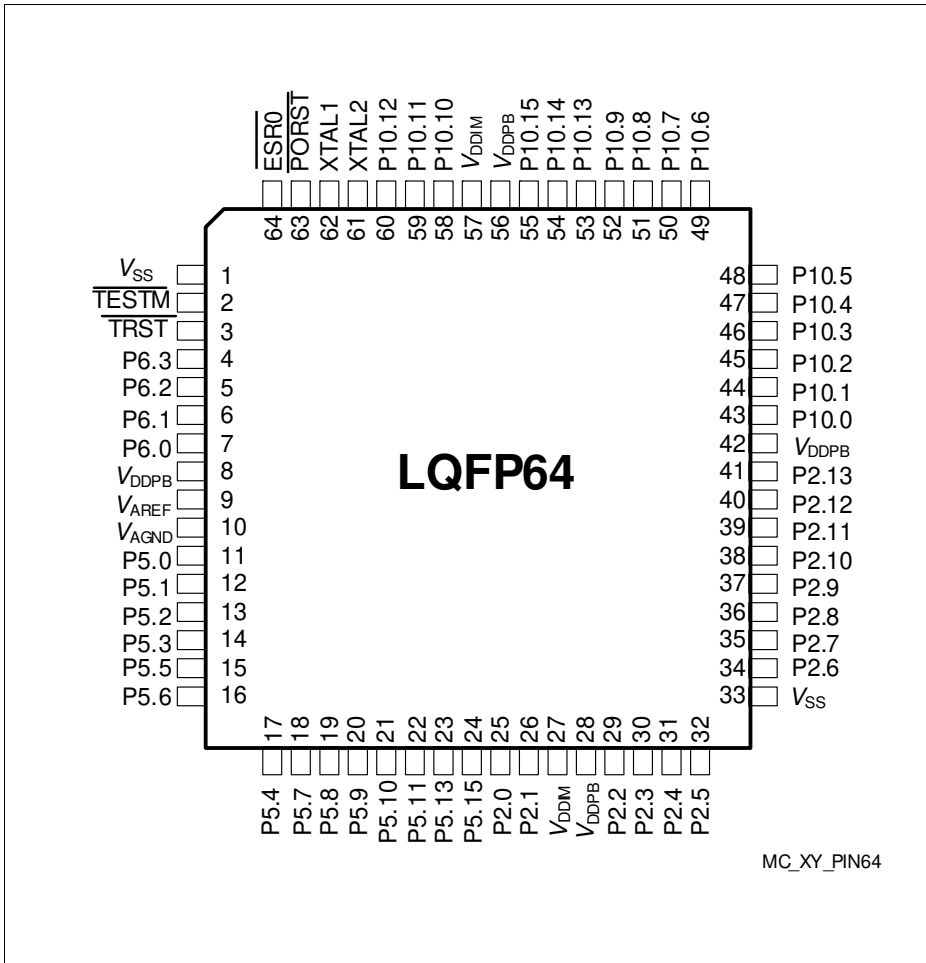 ESR0
PORST
XTAL1
XTAL2
P10.12
P10.11
P10.10
VDDIM
VDDPB
P10.15
P10.14
P10.13
P10.9
P10.8
P10.7
P10.6
64 63 62 61 60 59 58 57 56 55 54 53 52 51 50 49
VSS 1 48 P10.5
TESTM 2 47 P10.4
TRST 3 46 P10.3
P6.3 4 45 P10.2
P6.2 5 44 P10.1
P6.1 6 43 P10.0
P6.0 7 42 VDDPB
VDDPB 8 41 P2.13
VAREF 9 40 P2.12
VAGND 10 39 P2.11
P5.0 11 38 P2.10
P5.1 12 37 P2.9
P5.2 13 36 P2.8
P5.3 14 35 P2.7
P5.5 15 34 P2.6
P5.6 16 33 VSS
LQFP64
17 18 19 20 21 22 23 24 25 26 27 28 29 30 31 32
P5.4
P5.7
P5.8
P5.9
P5.10
P5.11
P5.13
P5.15
P2.0
P2.1
VDDIM
VDDPB
P2.2
P2.3
P2.4
P2.5
MC_XY_PIN64